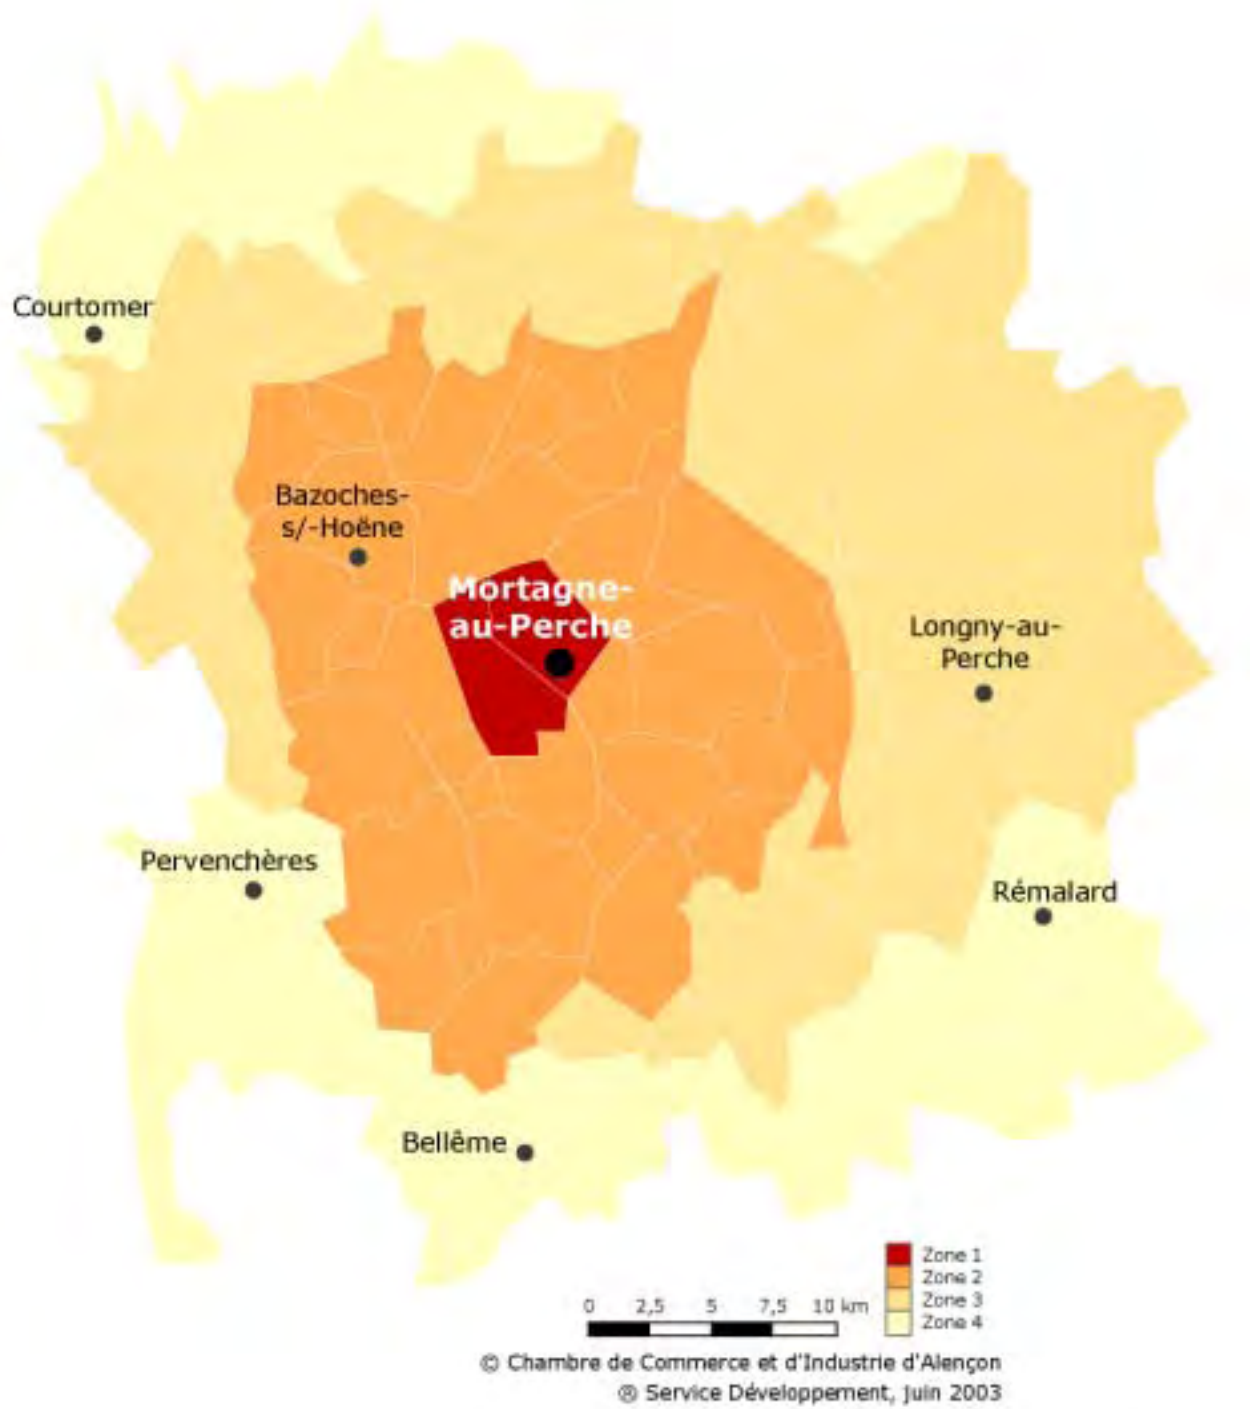 Courtomer
Bazoches-
s/-Hoëne
Mortagne-
au-Perche
Longny-au-
Perche
Pervenchères
Rémalard
Bellême
Zone 1
Zone 2
Zone 3
Zone 4
0 2,5 5 7,5 10 km
© Chambre de Commerce et d'Industrie d'Alençon
® Service Développement, juin 2003